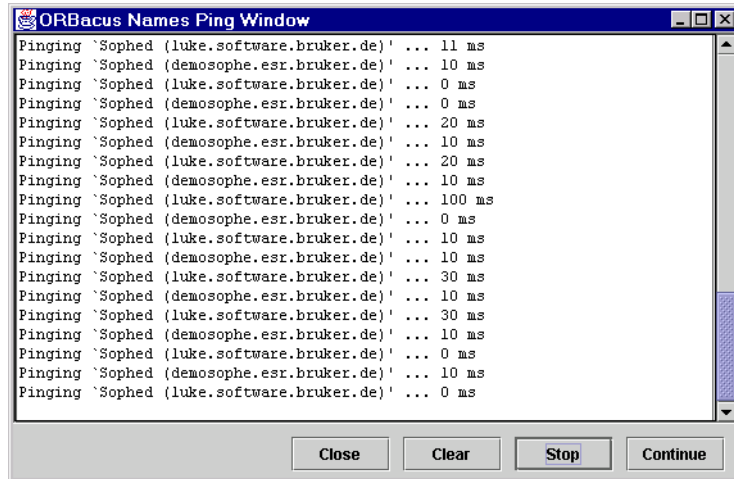 ORBacus Names Ping Window
Pinging `Sophed (luke.software.bruker.de)' ... 11 ms
Pinging `Sophed (demosophe.esr.bruker.de)' ... 10 ms
Pinging `Sophed (luke.software.bruker.de)' ... 0 ms
Pinging `Sophed (demosophe.esr.bruker.de)' ... 0 ms
Pinging `Sophed (luke.software.bruker.de)' ... 20 ms
Pinging `Sophed (demosophe.esr.bruker.de)' ... 10 ms
Pinging `Sophed (luke.software.bruker.de)' ... 20 ms
Pinging `Sophed (demosophe.esr.bruker.de)' ... 10 ms
Pinging `Sophed (luke.software.bruker.de)' ... 100 ms
Pinging `Sophed (demosophe.esr.bruker.de)' ... 0 ms
Pinging `Sophed (luke.software.bruker.de)' ... 10 ms
Pinging `Sophed (demosophe.esr.bruker.de)' ... 10 ms
Pinging `Sophed (luke.software.bruker.de)' ... 30 ms
Pinging `Sophed (demosophe.esr.bruker.de)' ... 10 ms
Pinging `Sophed (luke.software.bruker.de)' ... 30 ms
Pinging `Sophed (demosophe.esr.bruker.de)' ... 10 ms
Pinging `Sophed (luke.software.bruker.de)' ... 0 ms
Pinging `Sophed (demosophe.esr.bruker.de)' ... 10 ms
Pinging `Sophed (luke.software.bruker.de)' ... 0 ms
Close Clear Stop Continue